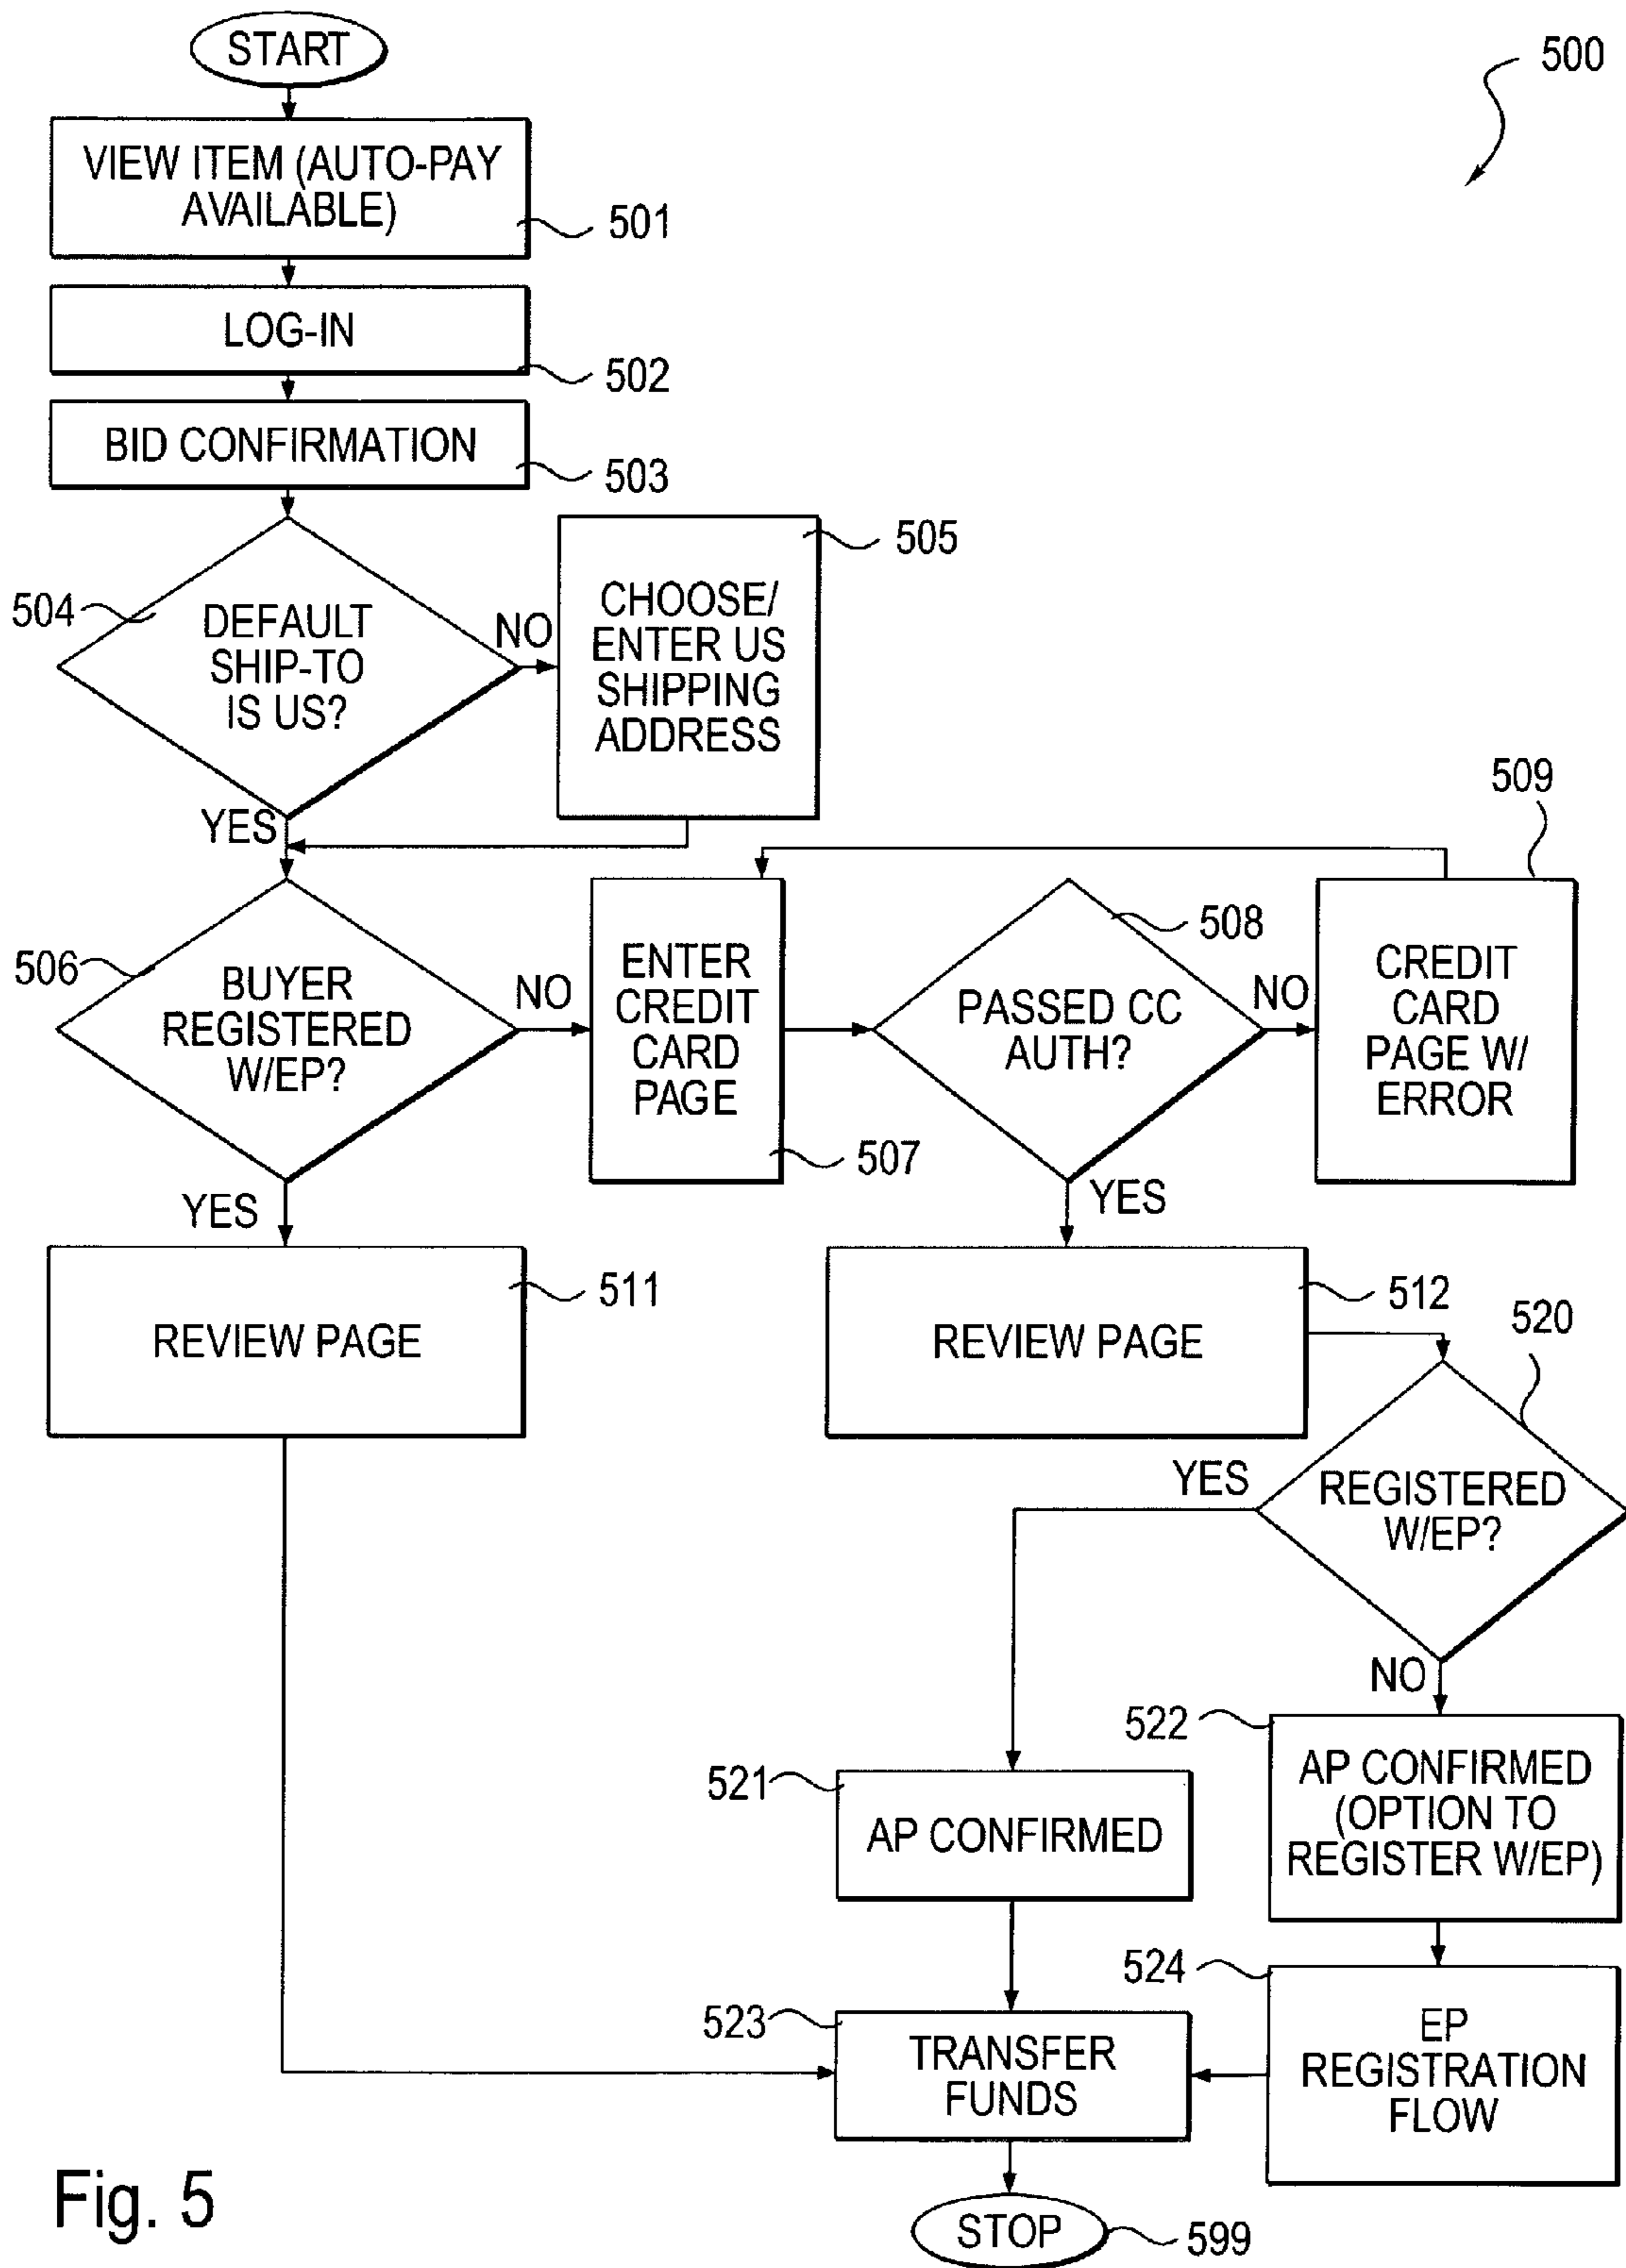 START
500
VIEW ITEM (AUTO-PAY
AVAILABLE)
501
LOG-IN
502
BID CONFIRMATION
503
504
DEFAULT
SHIP-TO
IS US?
NO
YES
505
CHOOSE/
ENTER US
SHIPPING
ADDRESS
506
BUYER
REGISTERED
W/EP?
NO
YES
ENTER
CREDIT
CARD
PAGE
507
508
PASSED CC
AUTH?
NO
YES
509
CREDIT
CARD
PAGE W/
ERROR
511
REVIEW PAGE
512
REVIEW PAGE
520
REGISTERED
W/EP?
YES
NO
521
AP CONFIRMED
522
AP CONFIRMED
(OPTION TO
REGISTER W/EP)
523
TRANSFER
FUNDS
524
EP
REGISTRATION
FLOW
STOP
599
Fig. 5